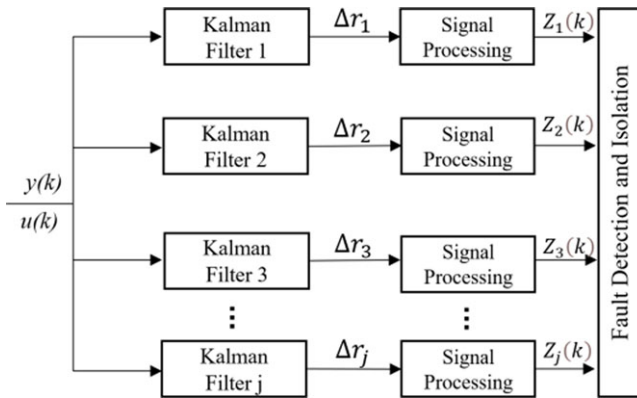 Kalman
Filter 1
Δr₁
Signal
Processing
Z₁(k)
Kalman
Filter 2
Δr₂
Signal
Processing
Z₂(k)
y(k)
u(k)
Kalman
Filter 3
Δr₃
Signal
Processing
Z₃(k)
Kalman
Filter j
Δrⱼ
Signal
Processing
Zⱼ(k)
Fault Detection and Isolation